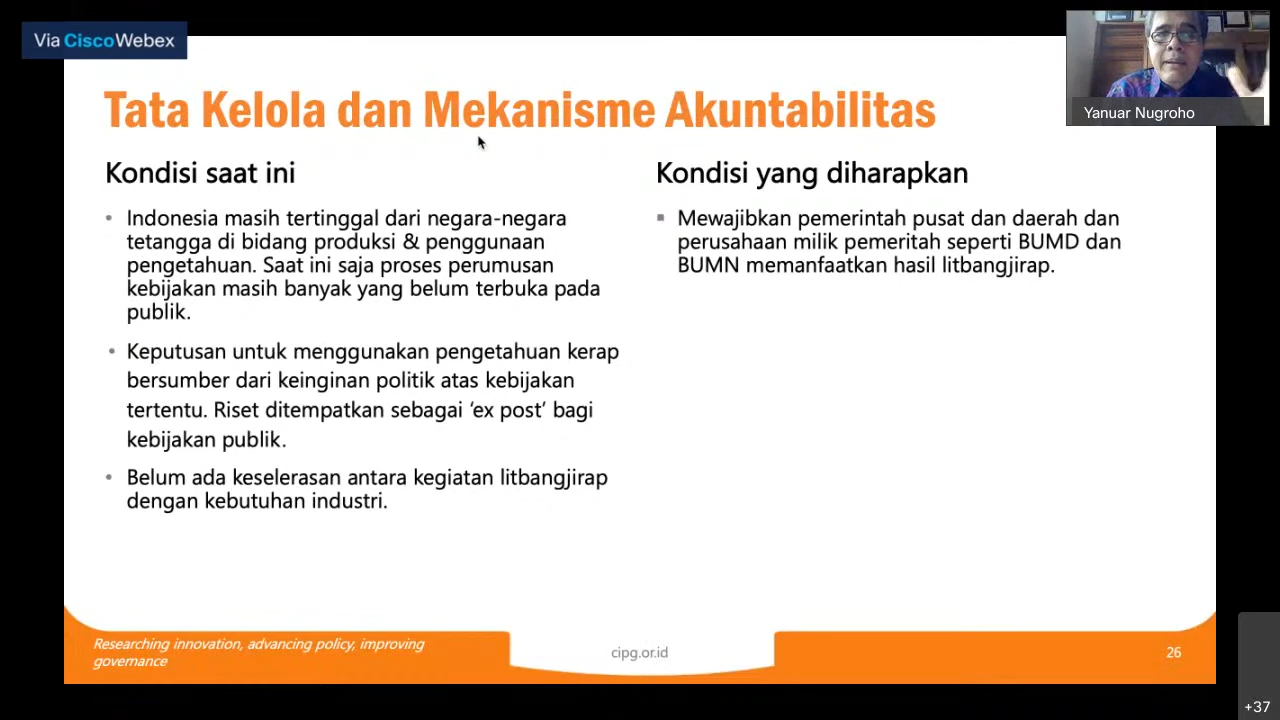 Via CiscoWebex
Yanuar Nugroho
Tata Kelola dan Mekanisme Akuntabilitas
Kondisi saat ini
• Indonesia masih tertinggal dari negara-negara
tetangga di bidang produksi & penggunaan
pengetahuan. Saat ini saja proses perumusan
kebijakan masih banyak yang belum terbuka pada
publik.
• Keputusan untuk menggunakan pengetahuan kerap
bersumber dari keinginan politik atas kebijakan
tertentu. Riset ditempatkan sebagai ‘ex post’ bagi
kebijakan publik.
• Belum ada keselerasan antara kegiatan litbangjirap
dengan kebutuhan industri.
Kondisi yang diharapkan
▪ Mewajibkan pemerintah pusat dan daerah dan
perusahaan milik pemeritah seperti BUMD dan
BUMN memanfaatkan hasil litbangjirap.
Researching innovation, advancing policy, improving
governance
cipg.or.id
26
+37